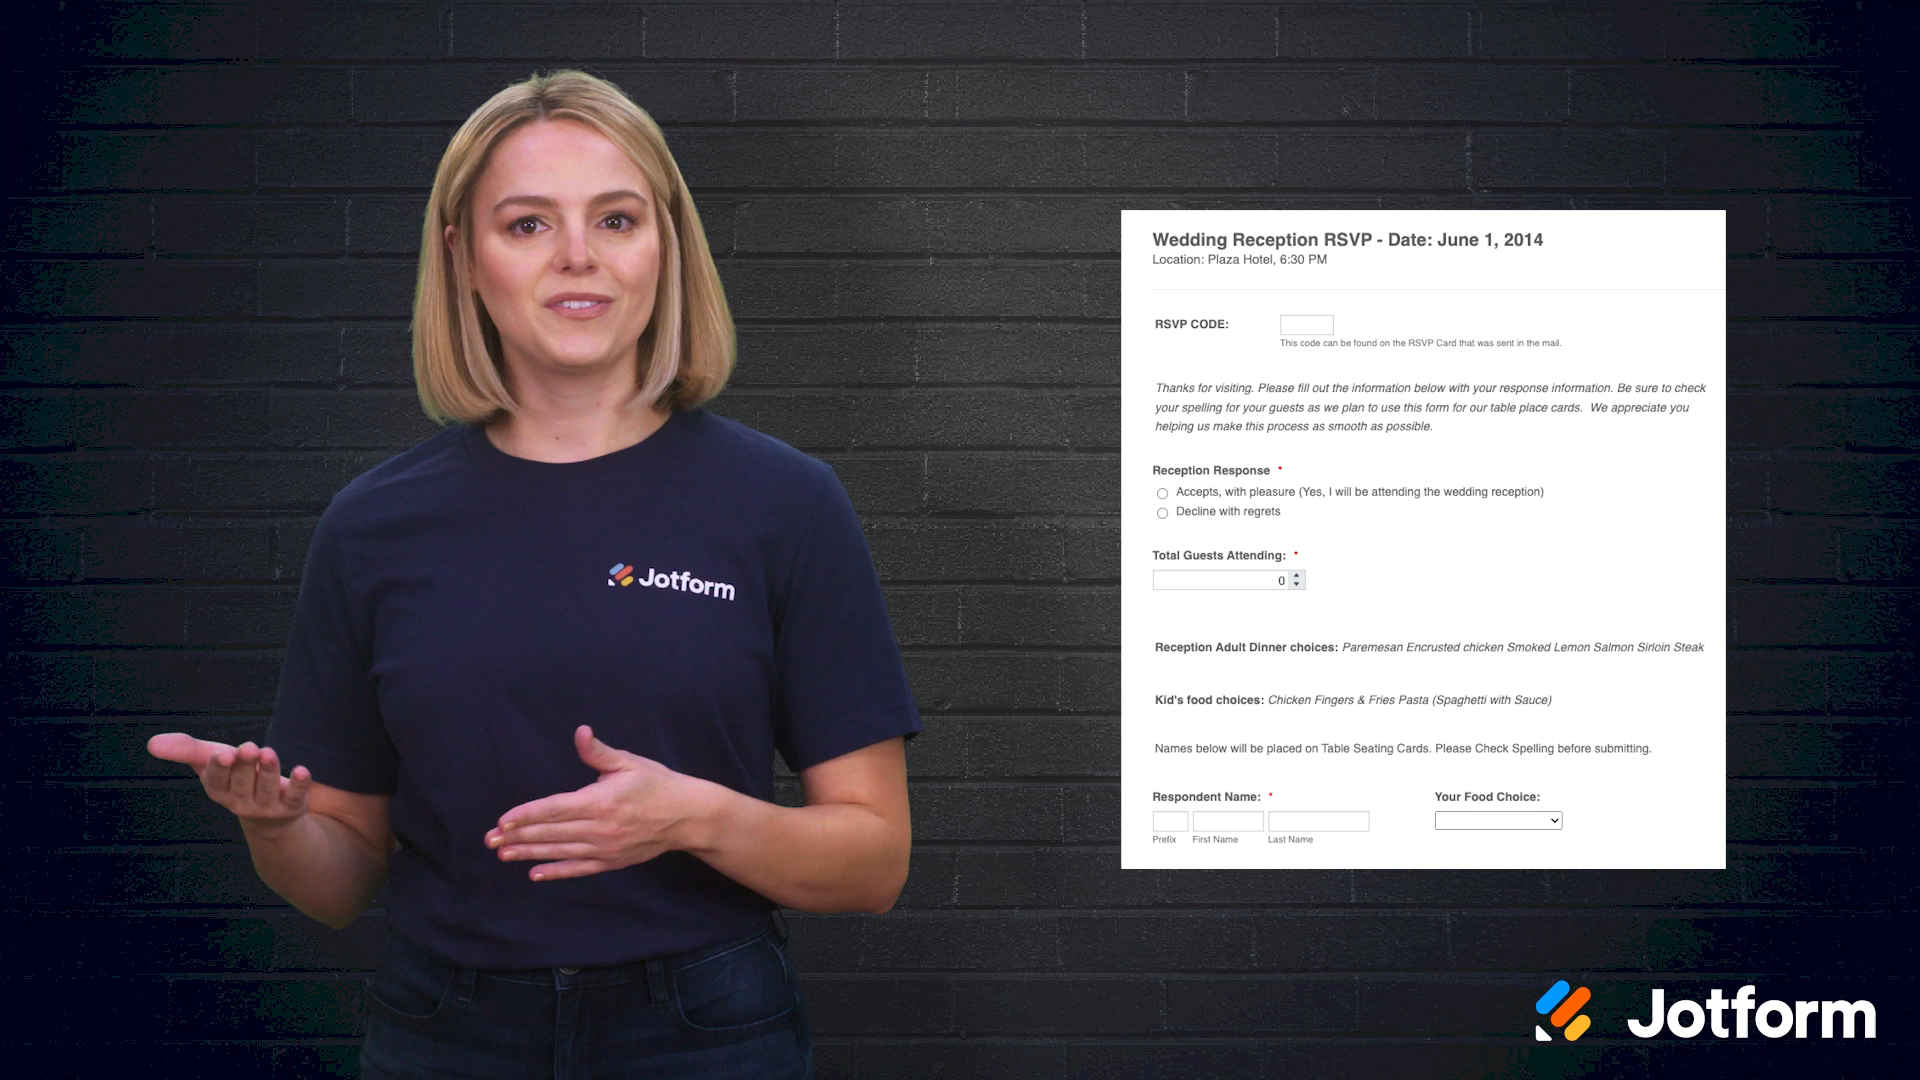 Jotform
Wedding Reception RSVP - Date: June 1, 2014
Location: Plaza Hotel, 6:30 PM
RSVP CODE:
This code can be found on the RSVP Card that was sent in the mail.
Thanks for visiting. Please fill out the information below with your response information. Be sure to check
your spelling for your guests as we plan to use this form for our table place cards. We appreciate you
helping us make this process as smooth as possible.
Reception Response *
Accepts, with pleasure (Yes, I will be attending the wedding reception)
Decline with regrets
Total Guests Attending: *
0
Reception Adult Dinner choices: Paremesan Encrusted chicken Smoked Lemon Salmon Sirloin Steak
Kid's food choices: Chicken Fingers & Fries Pasta (Spaghetti with Sauce)
Names below will be placed on Table Seating Cards. Please Check Spelling before submitting.
Respondent Name: * Your Food Choice:
Prefix First Name Last Name
Jotform